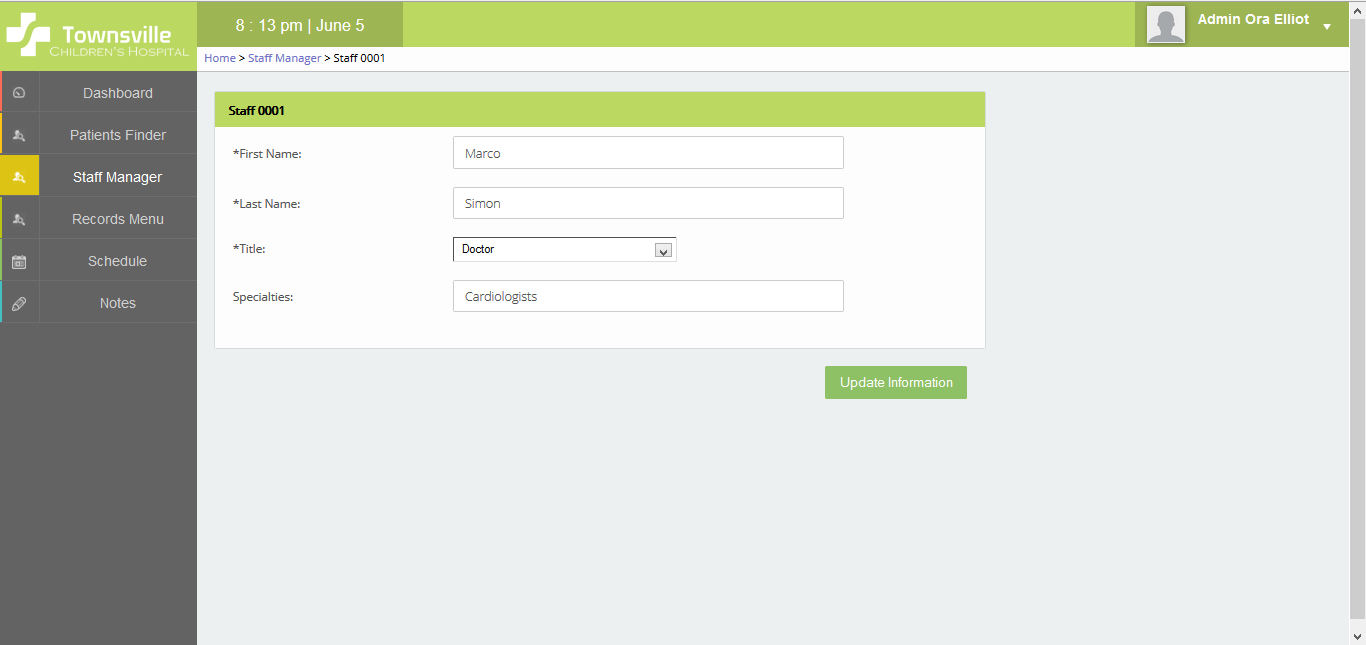 Townsville
CHILDREN'S HOSPITAL
8 : 13 pm | June 5
Admin Ora Elliot
Home > Staff Manager > Staff 0001
Dashboard
Patients Finder
Staff Manager
Records Menu
Schedule
Notes
Staff 0001
*First Name: Marco
*Last Name: Simon
*Title: Doctor
Specialties: Cardiologists
Update Information